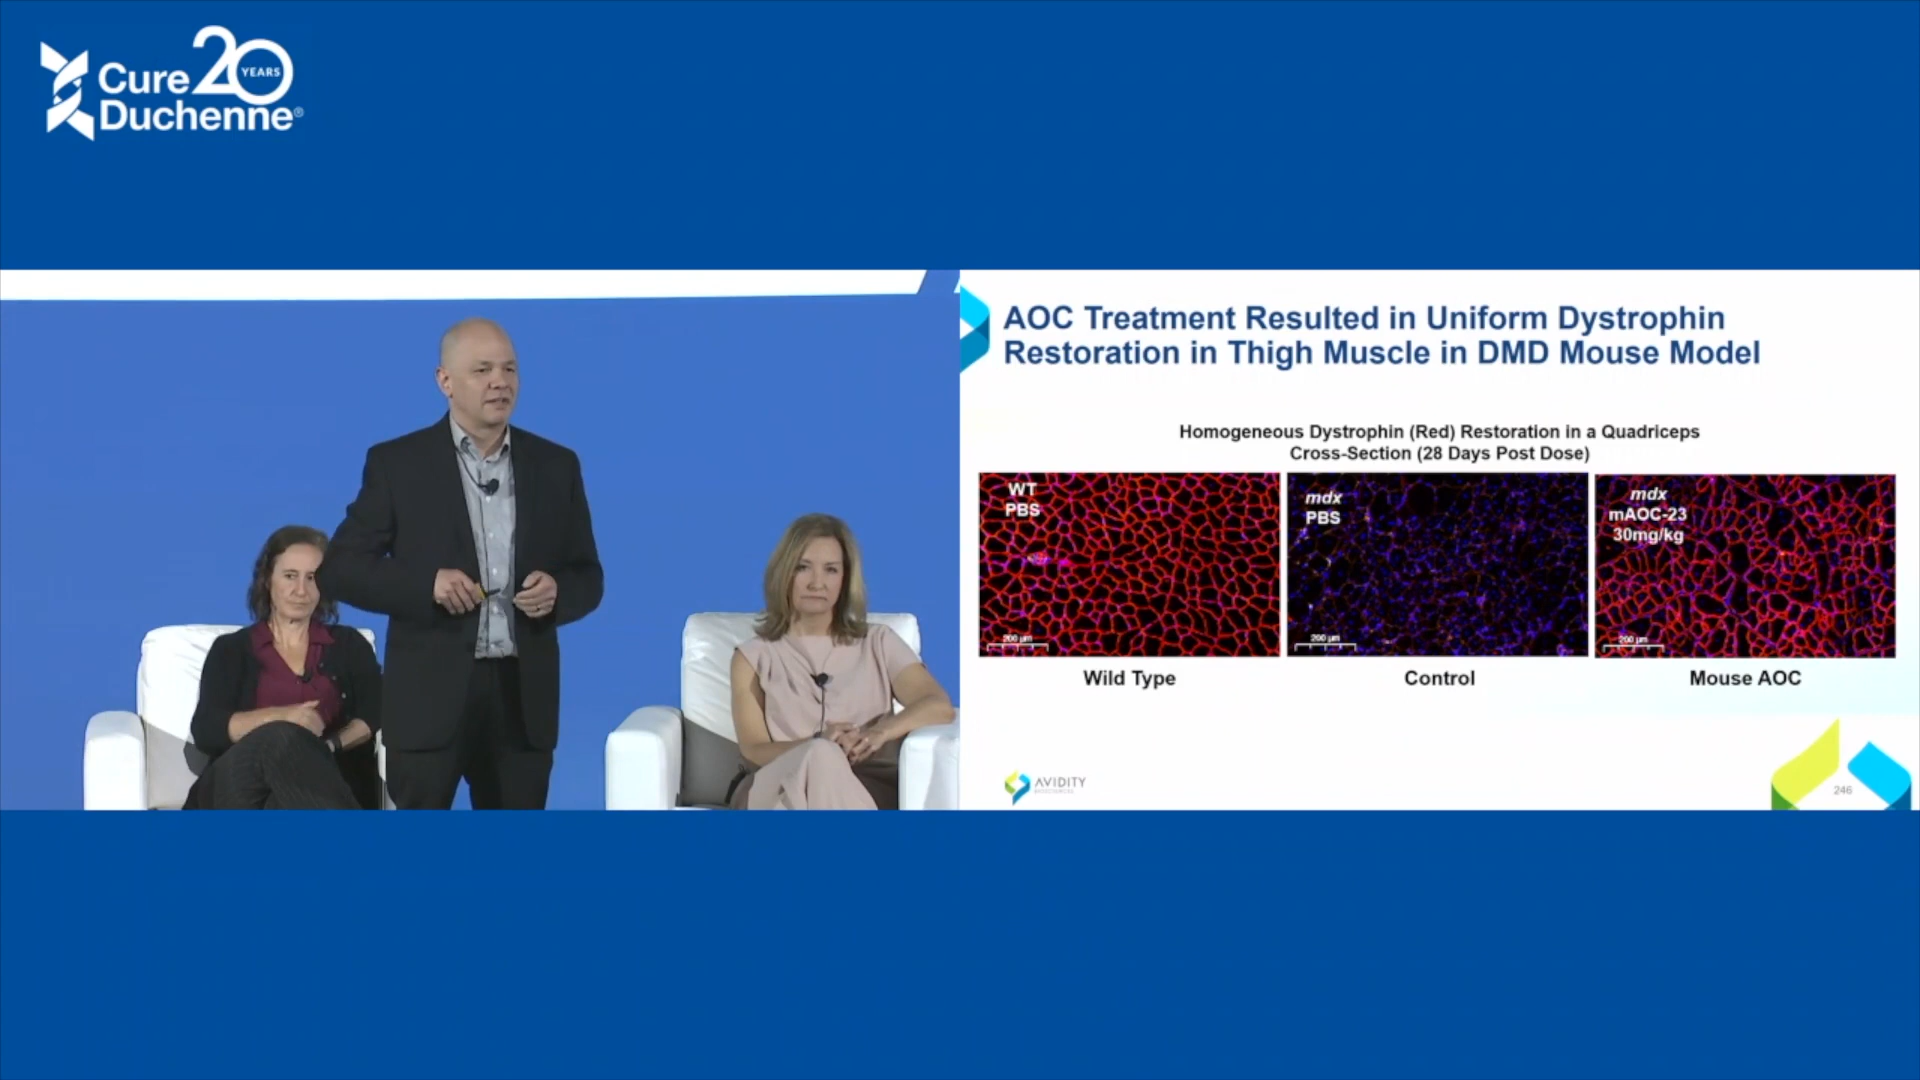 Cure 20 YEARS
Duchenne®
AOC Treatment Resulted in Uniform Dystrophin
Restoration in Thigh Muscle in DMD Mouse Model
Homogeneous Dystrophin (Red) Restoration in a Quadriceps
Cross-Section (28 Days Post Dose)
WT
PBS
200 µm
mdx
PBS
200 µm
mdx
mAOC-23
30mg/kg
200 µm
Wild Type
Control
Mouse AOC
AVIDITY
BIOSCIENCES
246